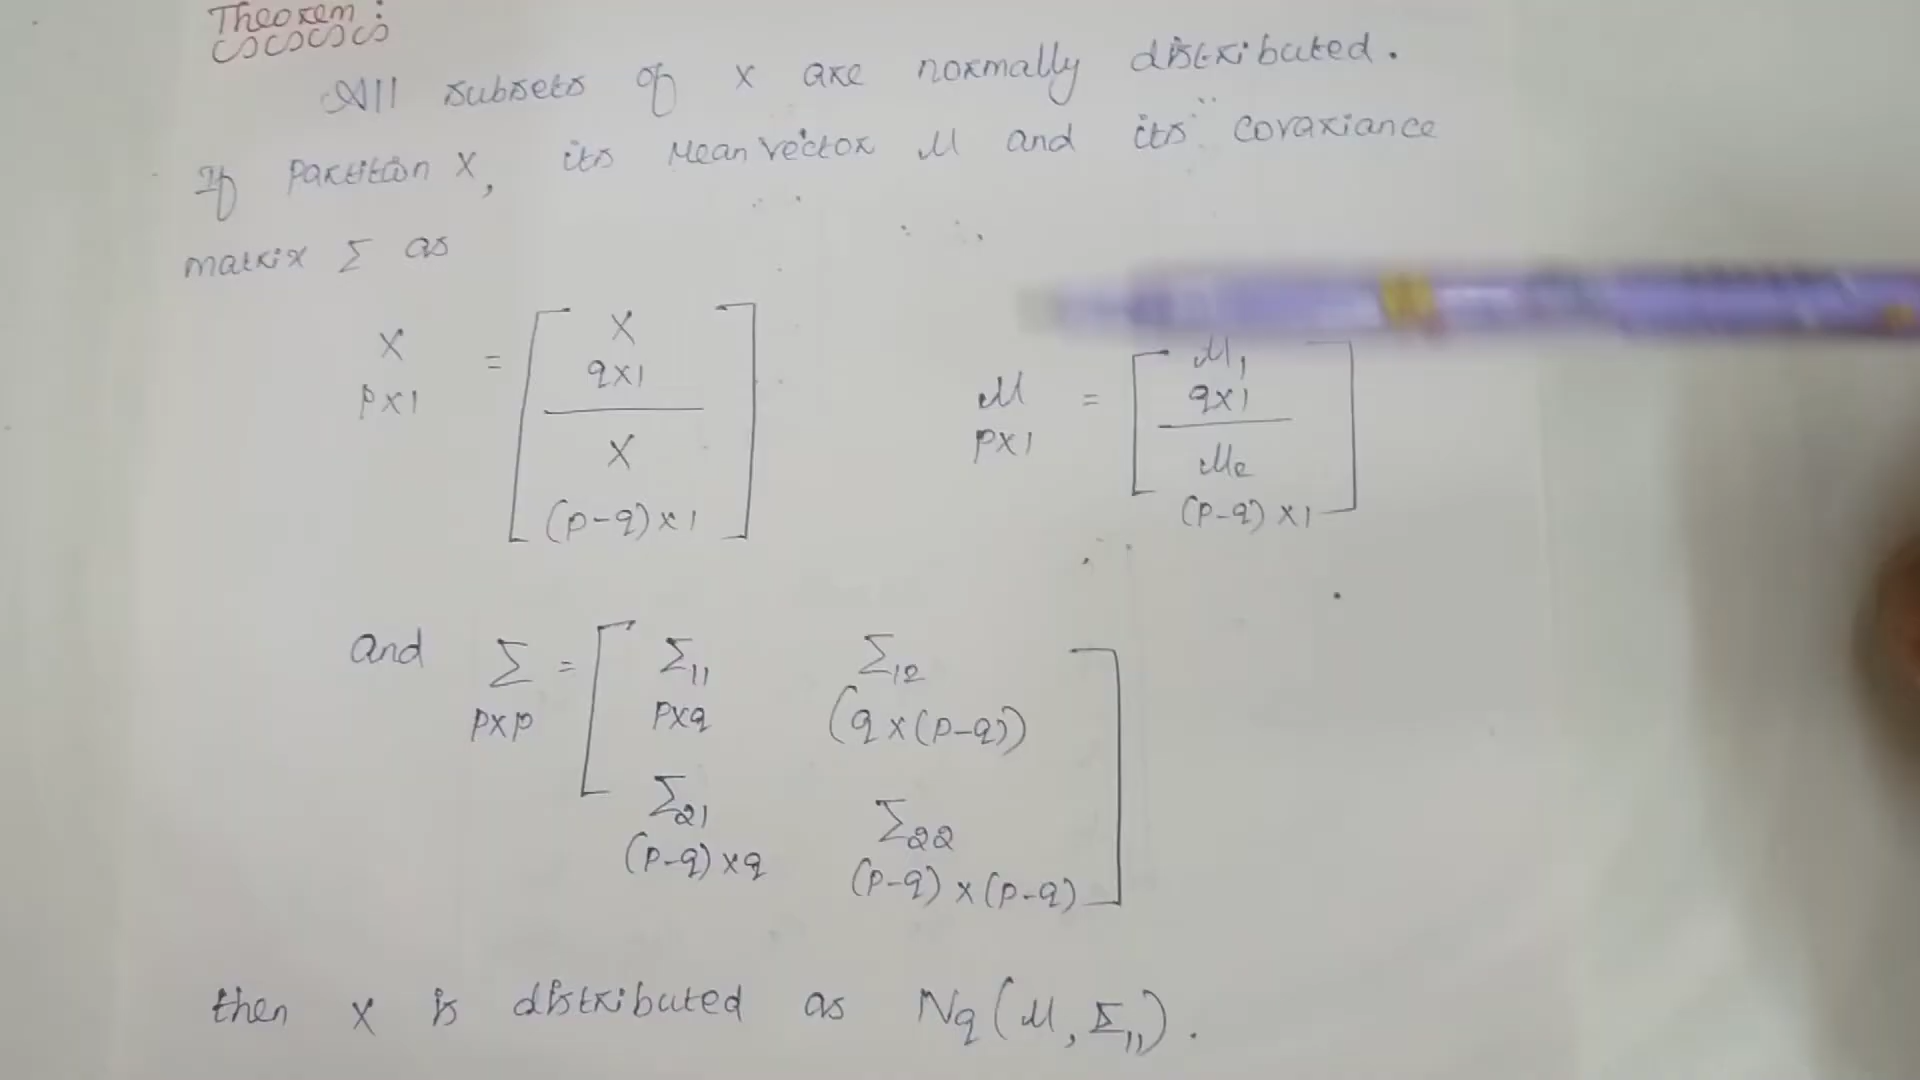 Theorem:
All subsets of X are normally distributed.
If Partition X, its Mean vector μ and its covariance
matrix Σ as
X = [ X μ = [ μ1
p×1 q×1 p×1 q×1
X μ2
(p-q)×1 ] (p-q)×1 ]
and Σ = [ Σ11 Σ12
p×p p×q (q×(p-q))
Σ21 Σ22
(p-q)×q (p-q)×(p-q) ]
then X is distributed as Nq(μ, Σ11).